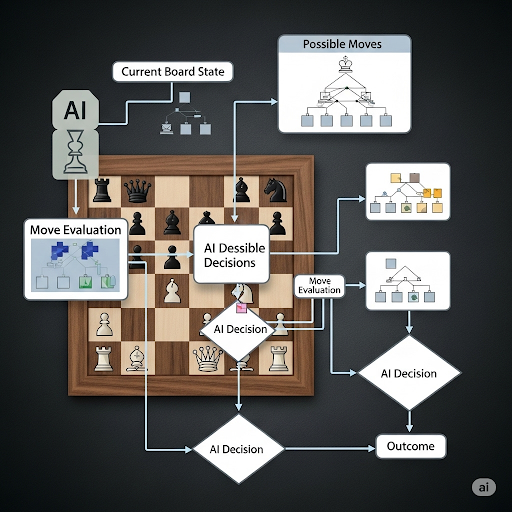 Possible Moves
Current Board State
AI
Move Evaluation
AI Dessible
Decisions
Move
Evaluation
AI Decision
AI Decision
AI Decision
Outcome
ai